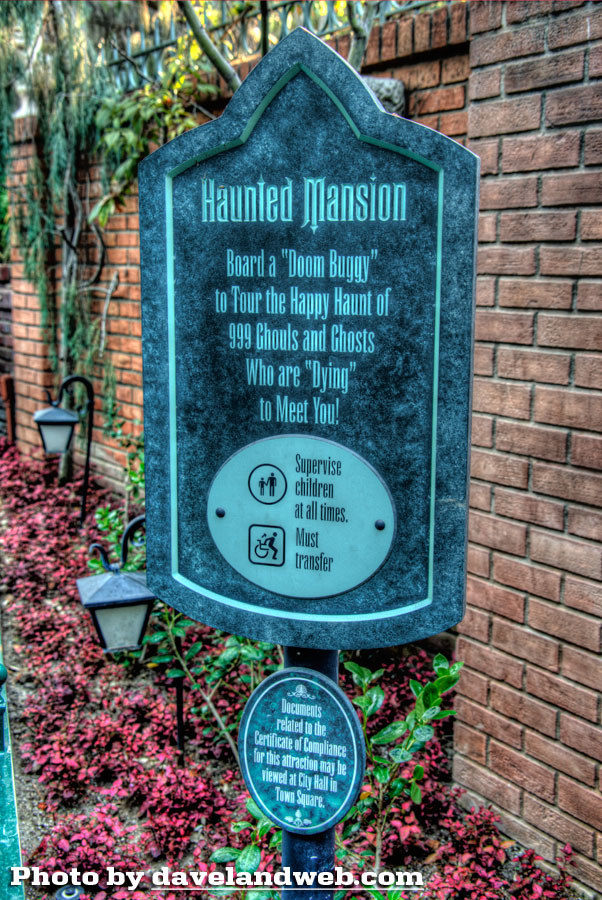 Haunted Mansion
Board a "Doom Buggy"
to Tour the Happy Haunt of
999 Ghouls and Ghosts
Who are "Dying"
to Meet You!
Supervise
children
at all times.
Must
transfer
Documents
related to the
Certificate of Compliance
for this attraction may be
viewed at City Hall in
Town Square.
Photo by davelandweb.com